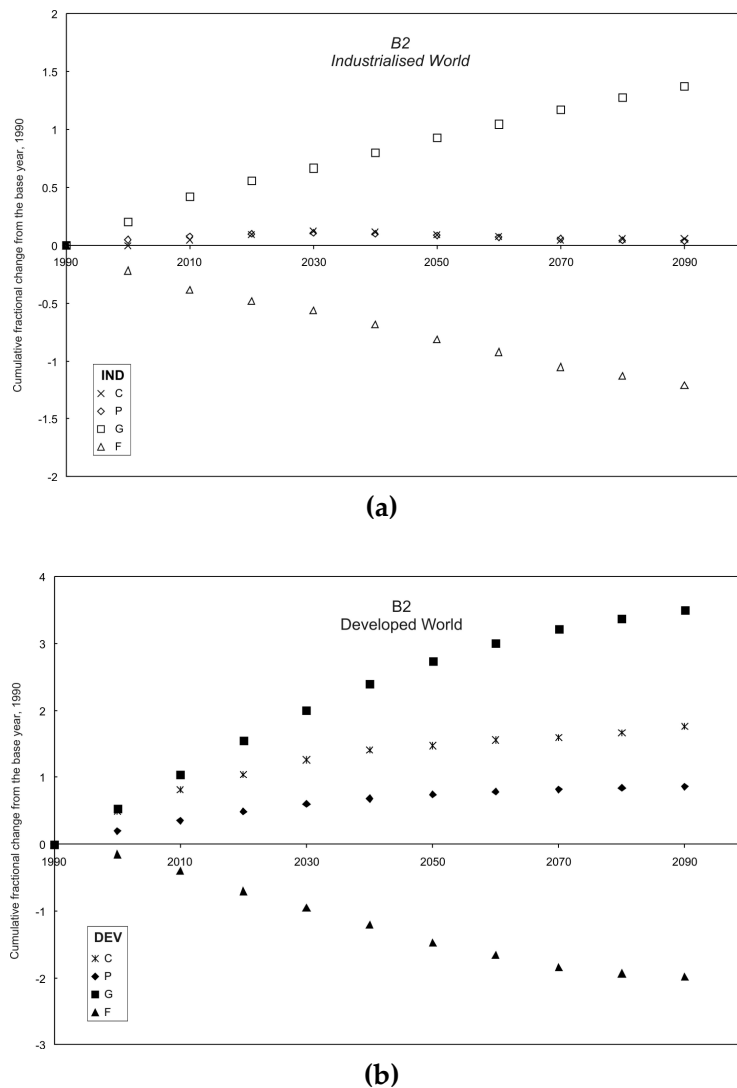 2
B2
Industrialised World
1.5
1
0.5
0
1990 2010 2030 2050 2070 2090
-0.5
-1
-1.5
-2
Cumulative fractional change from the base year, 1990
IND
C
P
G
F
(a)
4
B2
Developed World
3
2
1
0
1990 2010 2030 2050 2070 2090
-1
-2
-3
Cumulative fractional change from the base year, 1990
DEV
C
P
G
F
(b)